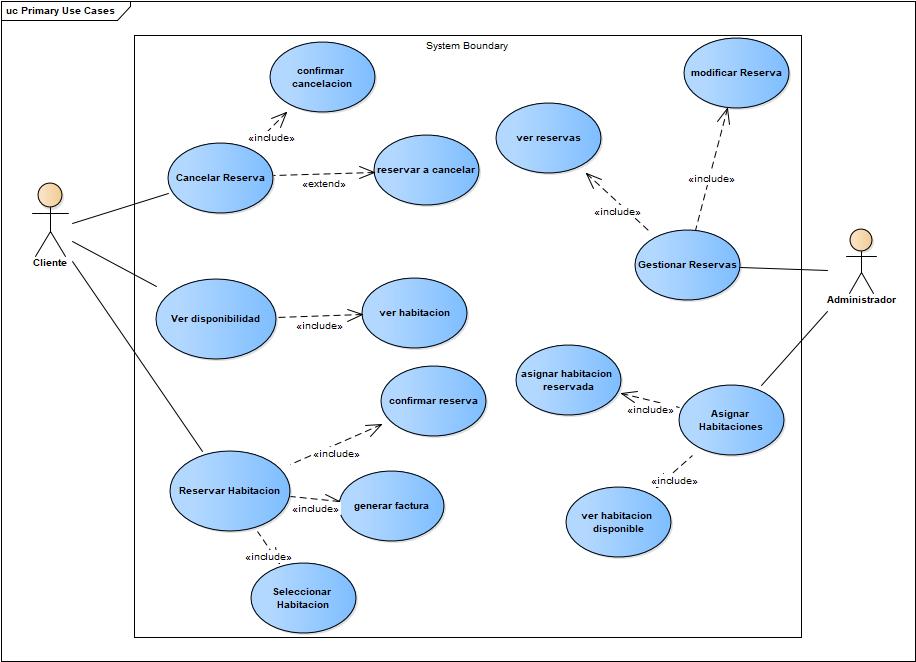 uc Primary Use Cases
System Boundary
confirmar
cancelacion
modificar Reserva
ver reservas
«include»
Cancelar Reserva
reservar a cancelar
«extend»
«include»
«include»
Cliente
Gestionar Reservas
Administrador
Ver disponibilidad
ver habitacion
«include»
asignar habitacion
reservada
confirmar reserva
«include»
Asignar
Habitaciones
«include»
Reservar Habitacion
generar factura
«include»
«include»
ver habitacion
disponible
«include»
Seleccionar
Habitacion